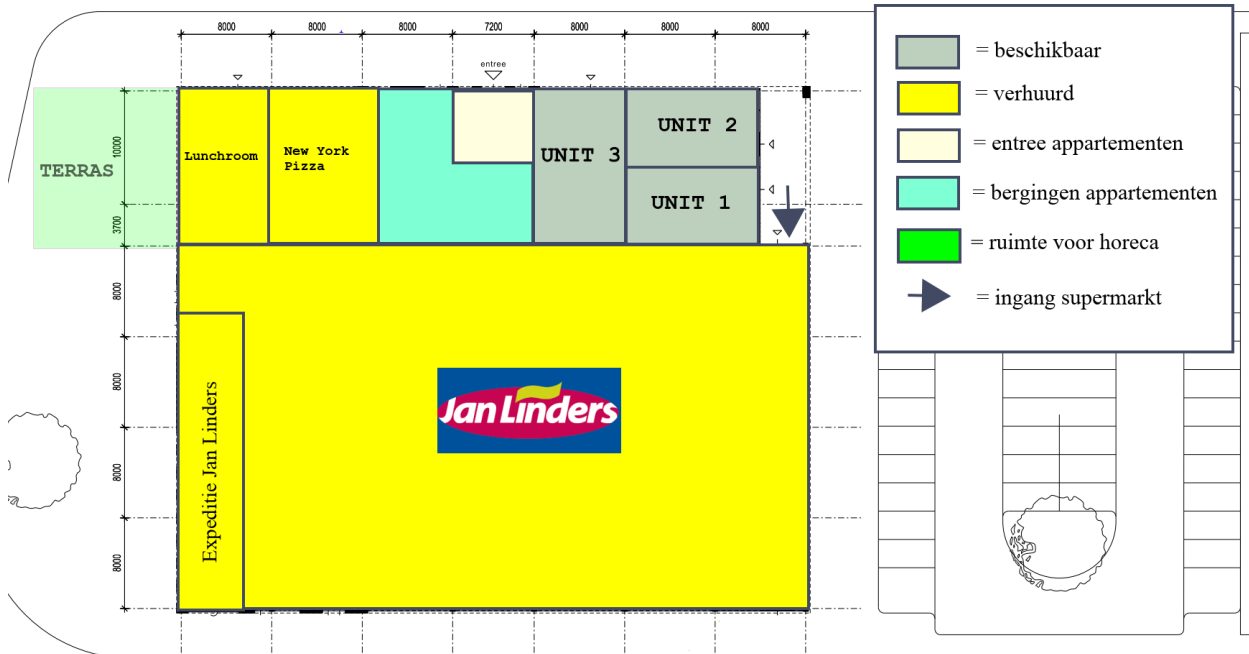 8000
8000
8000
7200
8000
8000
8000
entree
10000
3700
8000
8000
8000
8000
TERRAS
Lunchroom
New York
Pizza
UNIT 3
UNIT 2
UNIT 1
Jan Linders
Expeditie Jan Linders
= beschikbaar
= verhuurd
= entree appartementen
= bergingen appartementen
= ruimte voor horeca
= ingang supermarkt